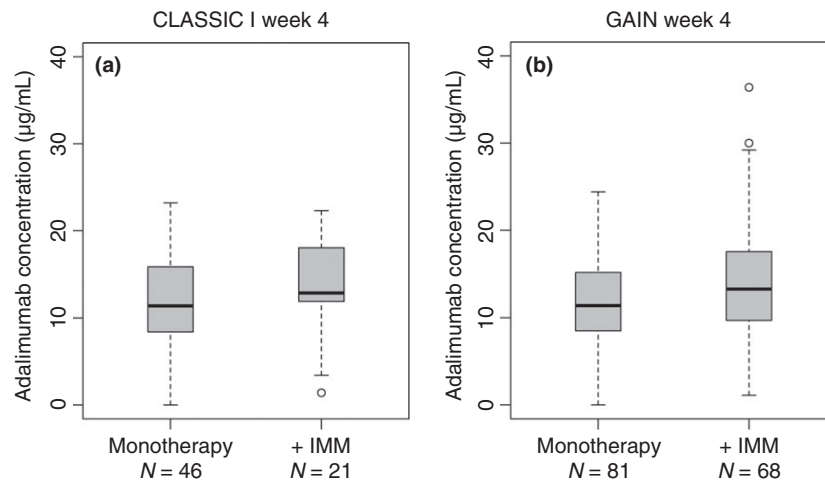 CLASSIC I week 4
(a)
Adalimumab concentration (µg/mL)
40
30
20
10
0
Monotherapy
N = 46
+ IMM
N = 21
GAIN week 4
(b)
Adalimumab concentration (µg/mL)
40
30
20
10
0
Monotherapy
N = 81
+ IMM
N = 68